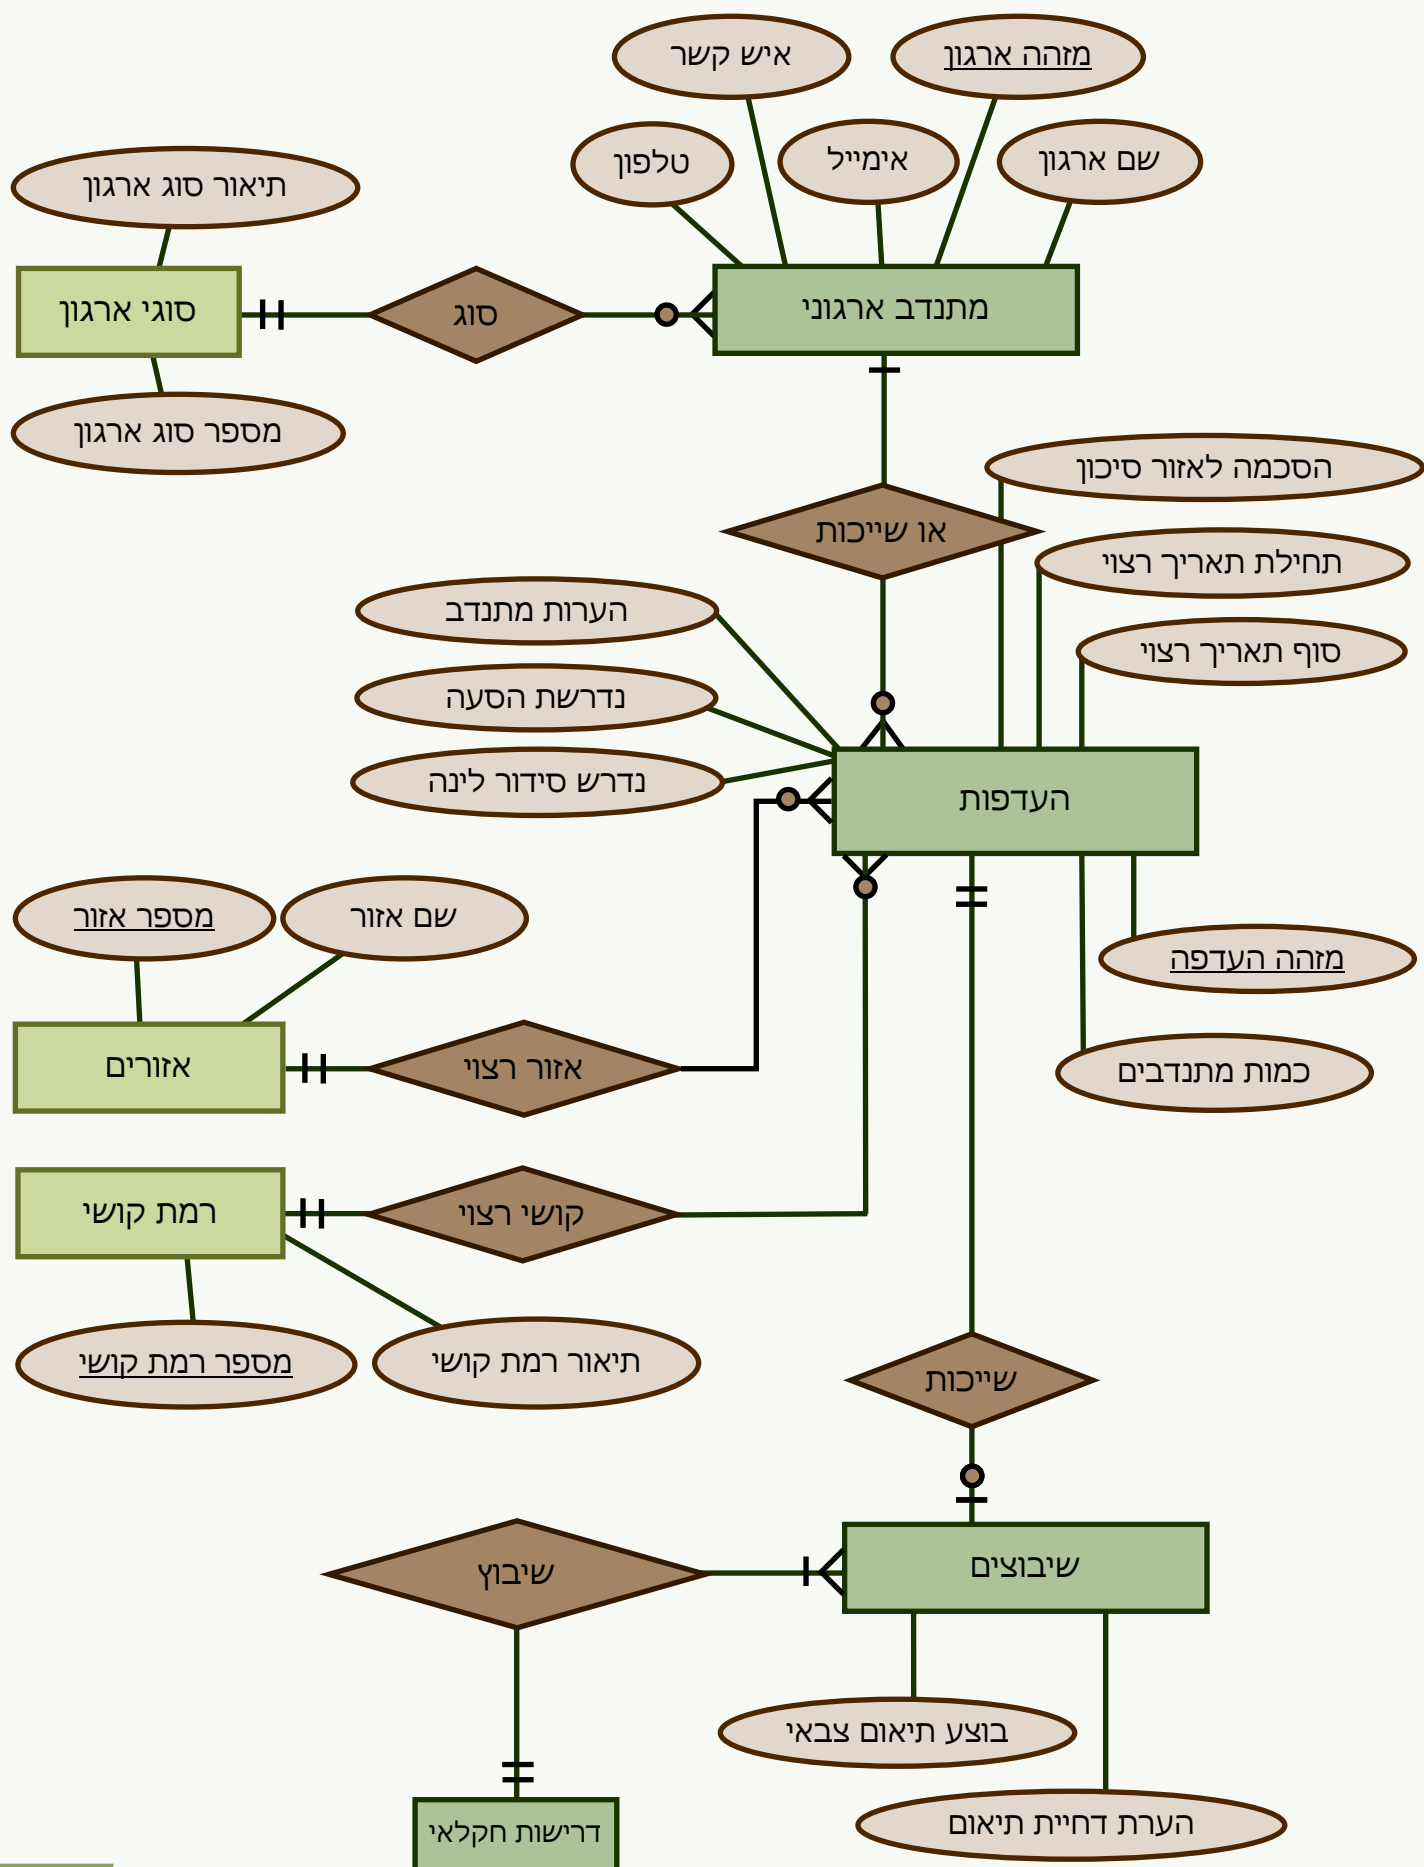 מזהה ארגון
איש קשר
שם ארגון
אימייל
טלפון
תיאור סוג ארגון
מתנדב ארגוני
סוג
סוגי ארגון
מספר סוג ארגון
הסכמה לאזור סיכון
או שייכות
תחילת תאריך רצוי
הערות מתנדב
סוף תאריך רצוי
נדרשת הסעה
נדרש סידור לינה
העדפות
שם אזור
מספר אזור
מזהה העדפה
אזור רצוי
אזורים
כמות מתנדבים
קושי רצוי
רמת קושי
תיאור רמת קושי
מספר רמת קושי
שייכות
שיבוצים
שיבוץ
בוצע תיאום צבאי
הערת דחיית תיאום
דרישות חקלאי